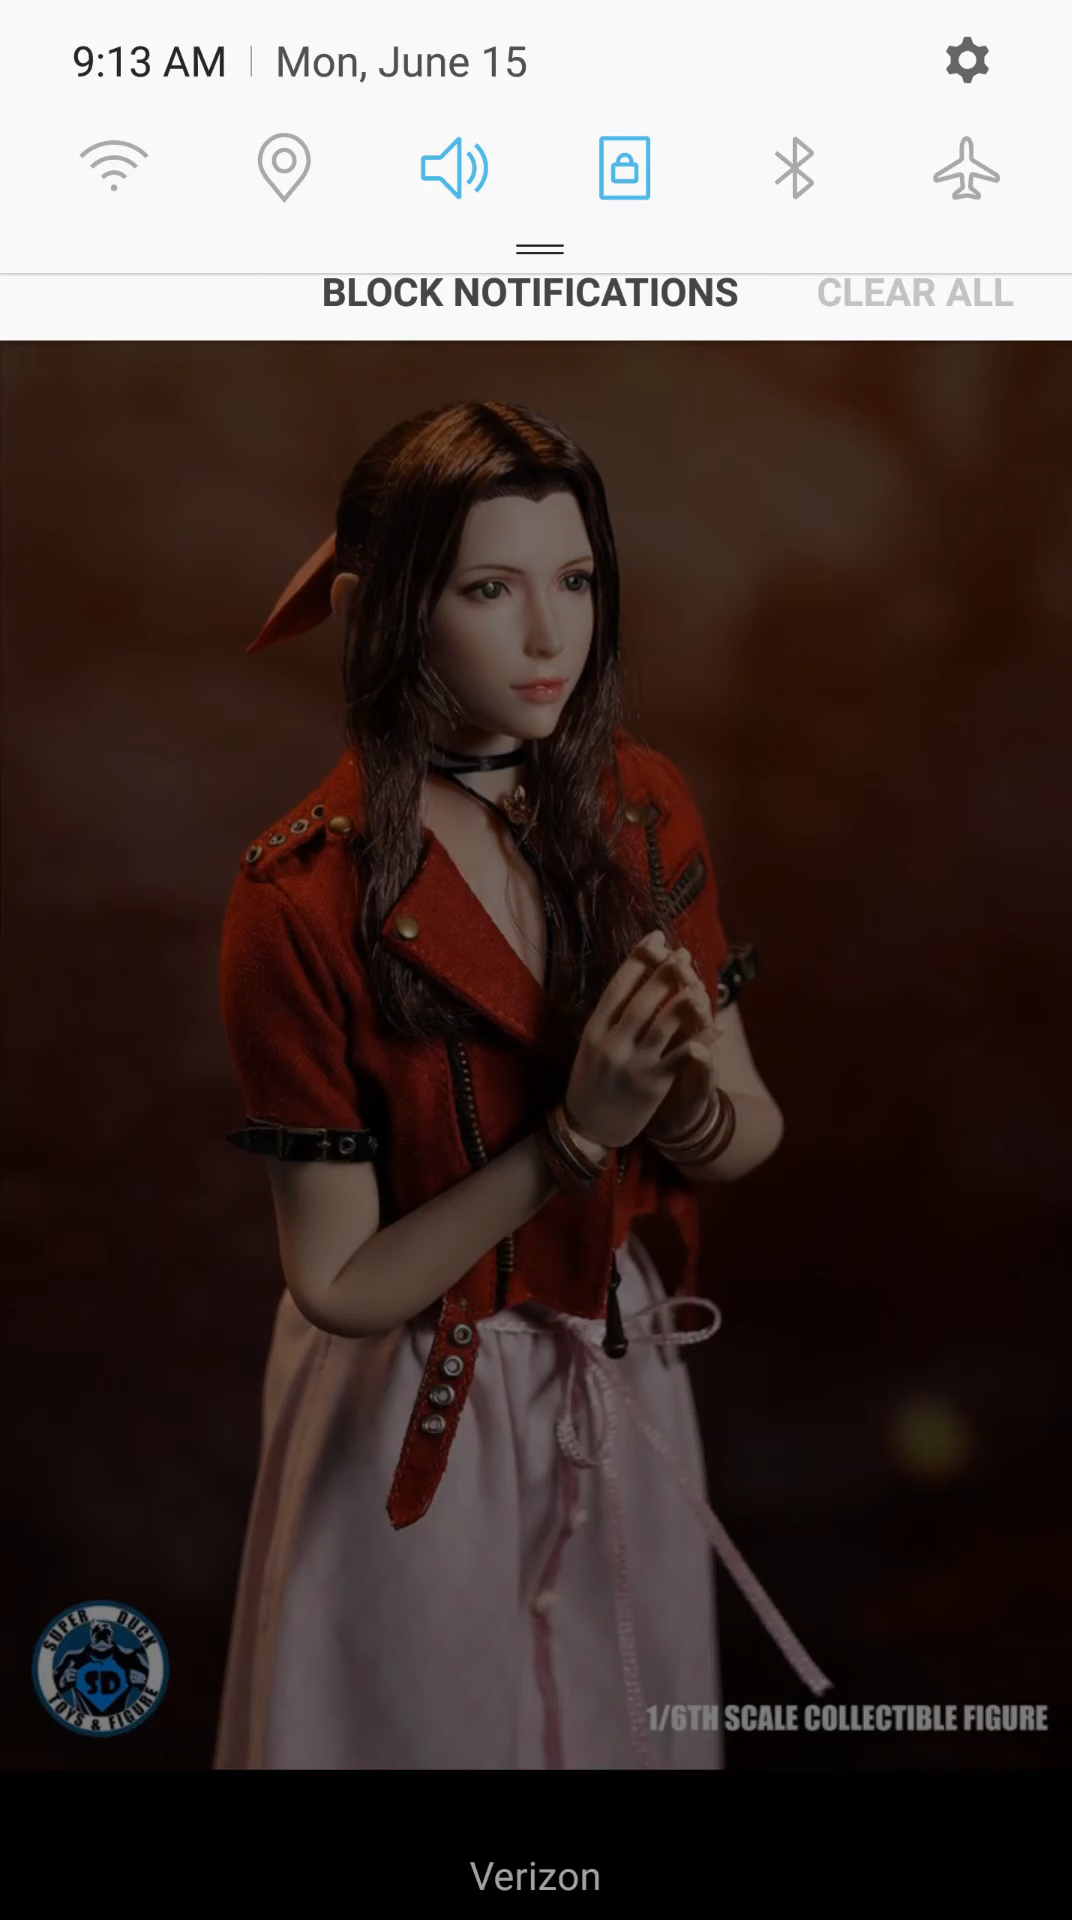 9:13 AM | Mon, June 15
BLOCK NOTIFICATIONS CLEAR ALL
SUPER DUCK
SD
TOYS & FIGURE
1/6TH SCALE COLLECTIBLE FIGURE
Verizon